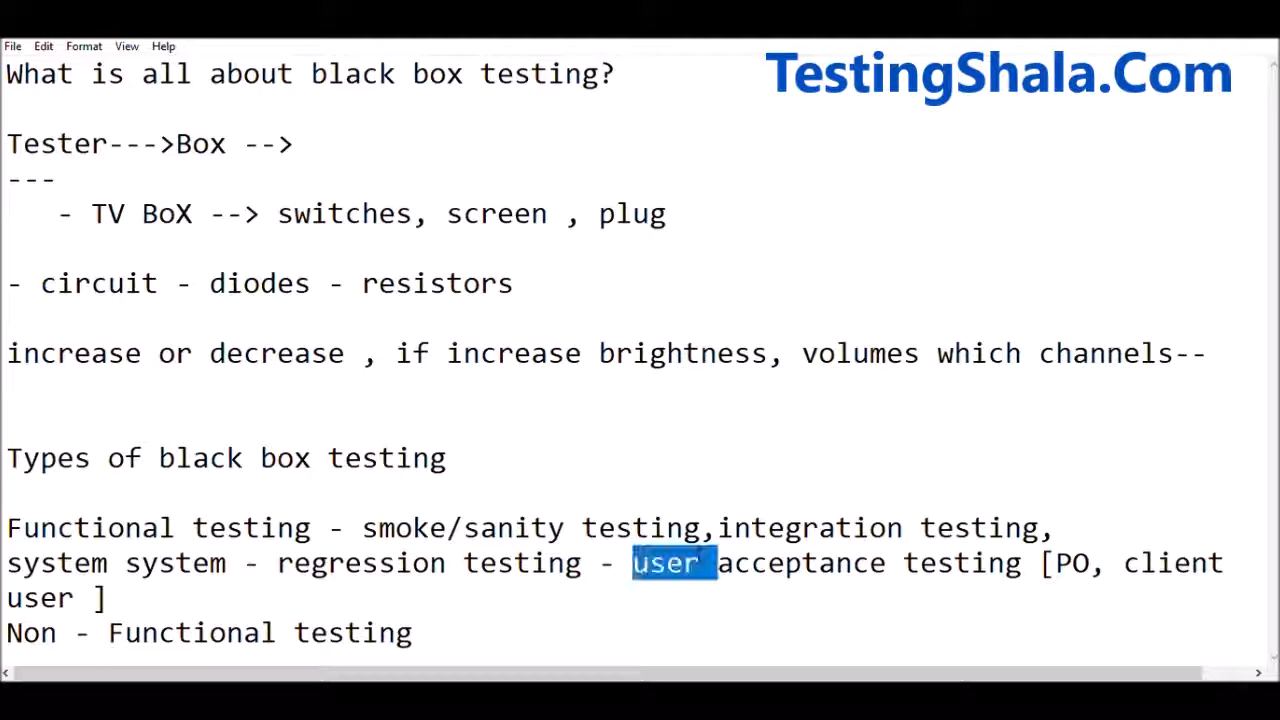 File Edit Format View Help
TestingShala.Com
What is all about black box testing?
Tester--->Box -->
---
- TV BoX --> switches, screen , plug
- circuit - diodes - resistors
increase or decrease , if increase brightness, volumes which channels--
Types of black box testing
Functional testing - smoke/sanity testing,integration testing,
system system - regression testing - user acceptance testing [PO, client
user ]
Non - Functional testing